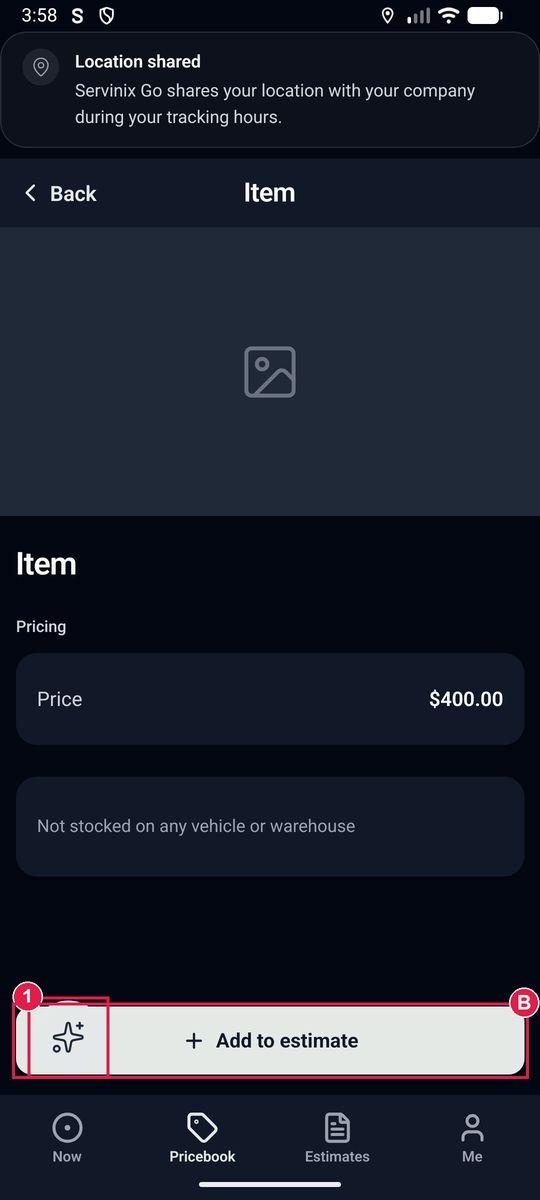 3:58 S
Location shared
Servinix Go shares your location with your company
during your tracking hours.
Back
Item
Item
Pricing
Price $400.00
Not stocked on any vehicle or warehouse
1
B
+ Add to estimate
Now Pricebook Estimates Me